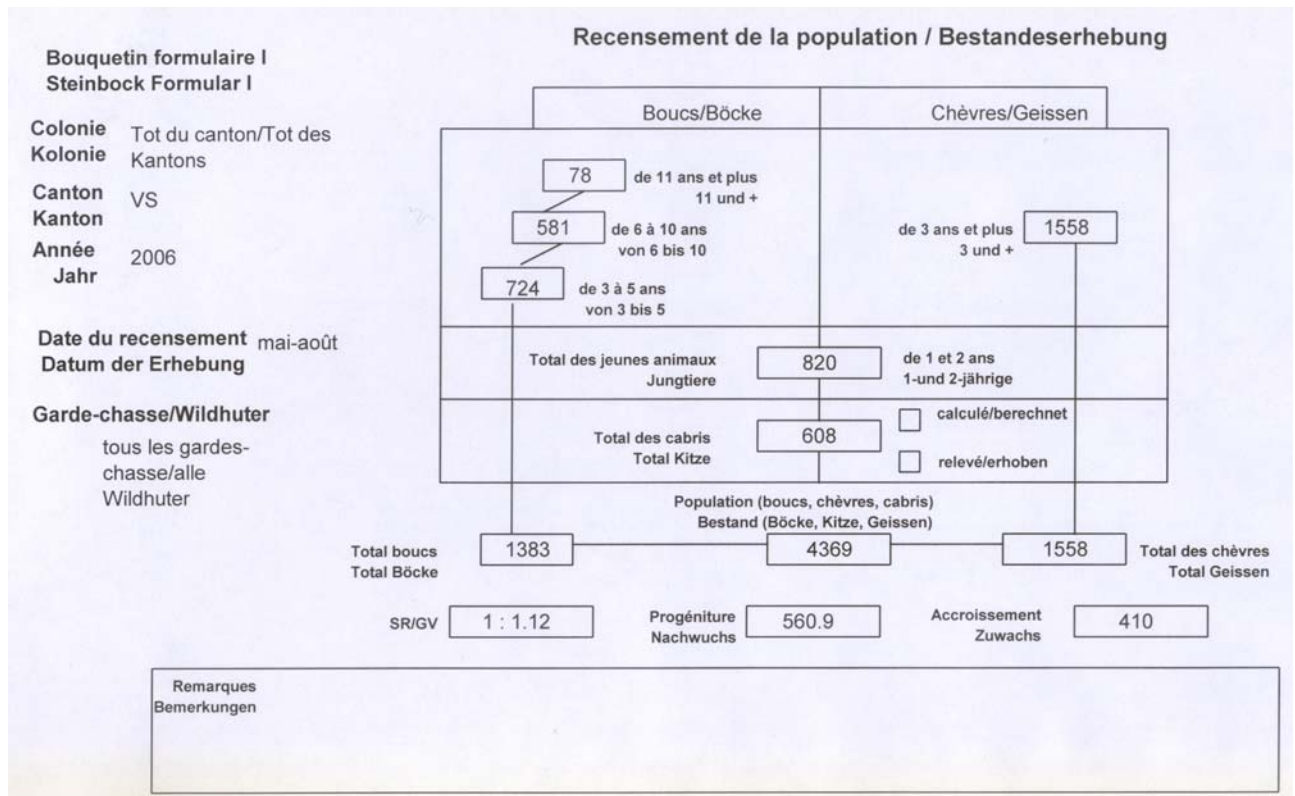 Recensement de la population / Bestandeserhebung
Bouquetin formulaire I
Steinbock Formular I
Colonie
Kolonie
Tot du canton/Tot des
Kantons
Canton
Kanton
VS
Année
Jahr
2006
Date du recensement
Datum der Erhebung
mai-août
Garde-chasse/Wildhuter
tous les gardes-
chasse/alle
Wildhuter
Boucs/Böcke
Chèvres/Geissen
78
de 11 ans et plus
11 und +
581
de 6 à 10 ans
von 6 bis 10
de 3 ans et plus
3 und +
1558
724
de 3 à 5 ans
von 3 bis 5
Total des jeunes animaux
Jungtiere
820
de 1 et 2 ans
1-und 2-jährige
Total des cabris
Total Kitze
608
calculé/berechnet
relevé/erhoben
Population (boucs, chèvres, cabris)
Bestand (Böcke, Kitze, Geissen)
Total boucs
Total Böcke
1383
4369
1558
Total des chèvres
Total Geissen
SR/GV
1 : 1.12
Progéniture
Nachwuchs
560.9
Accroissement
Zuwachs
410
Remarques
Bemerkungen